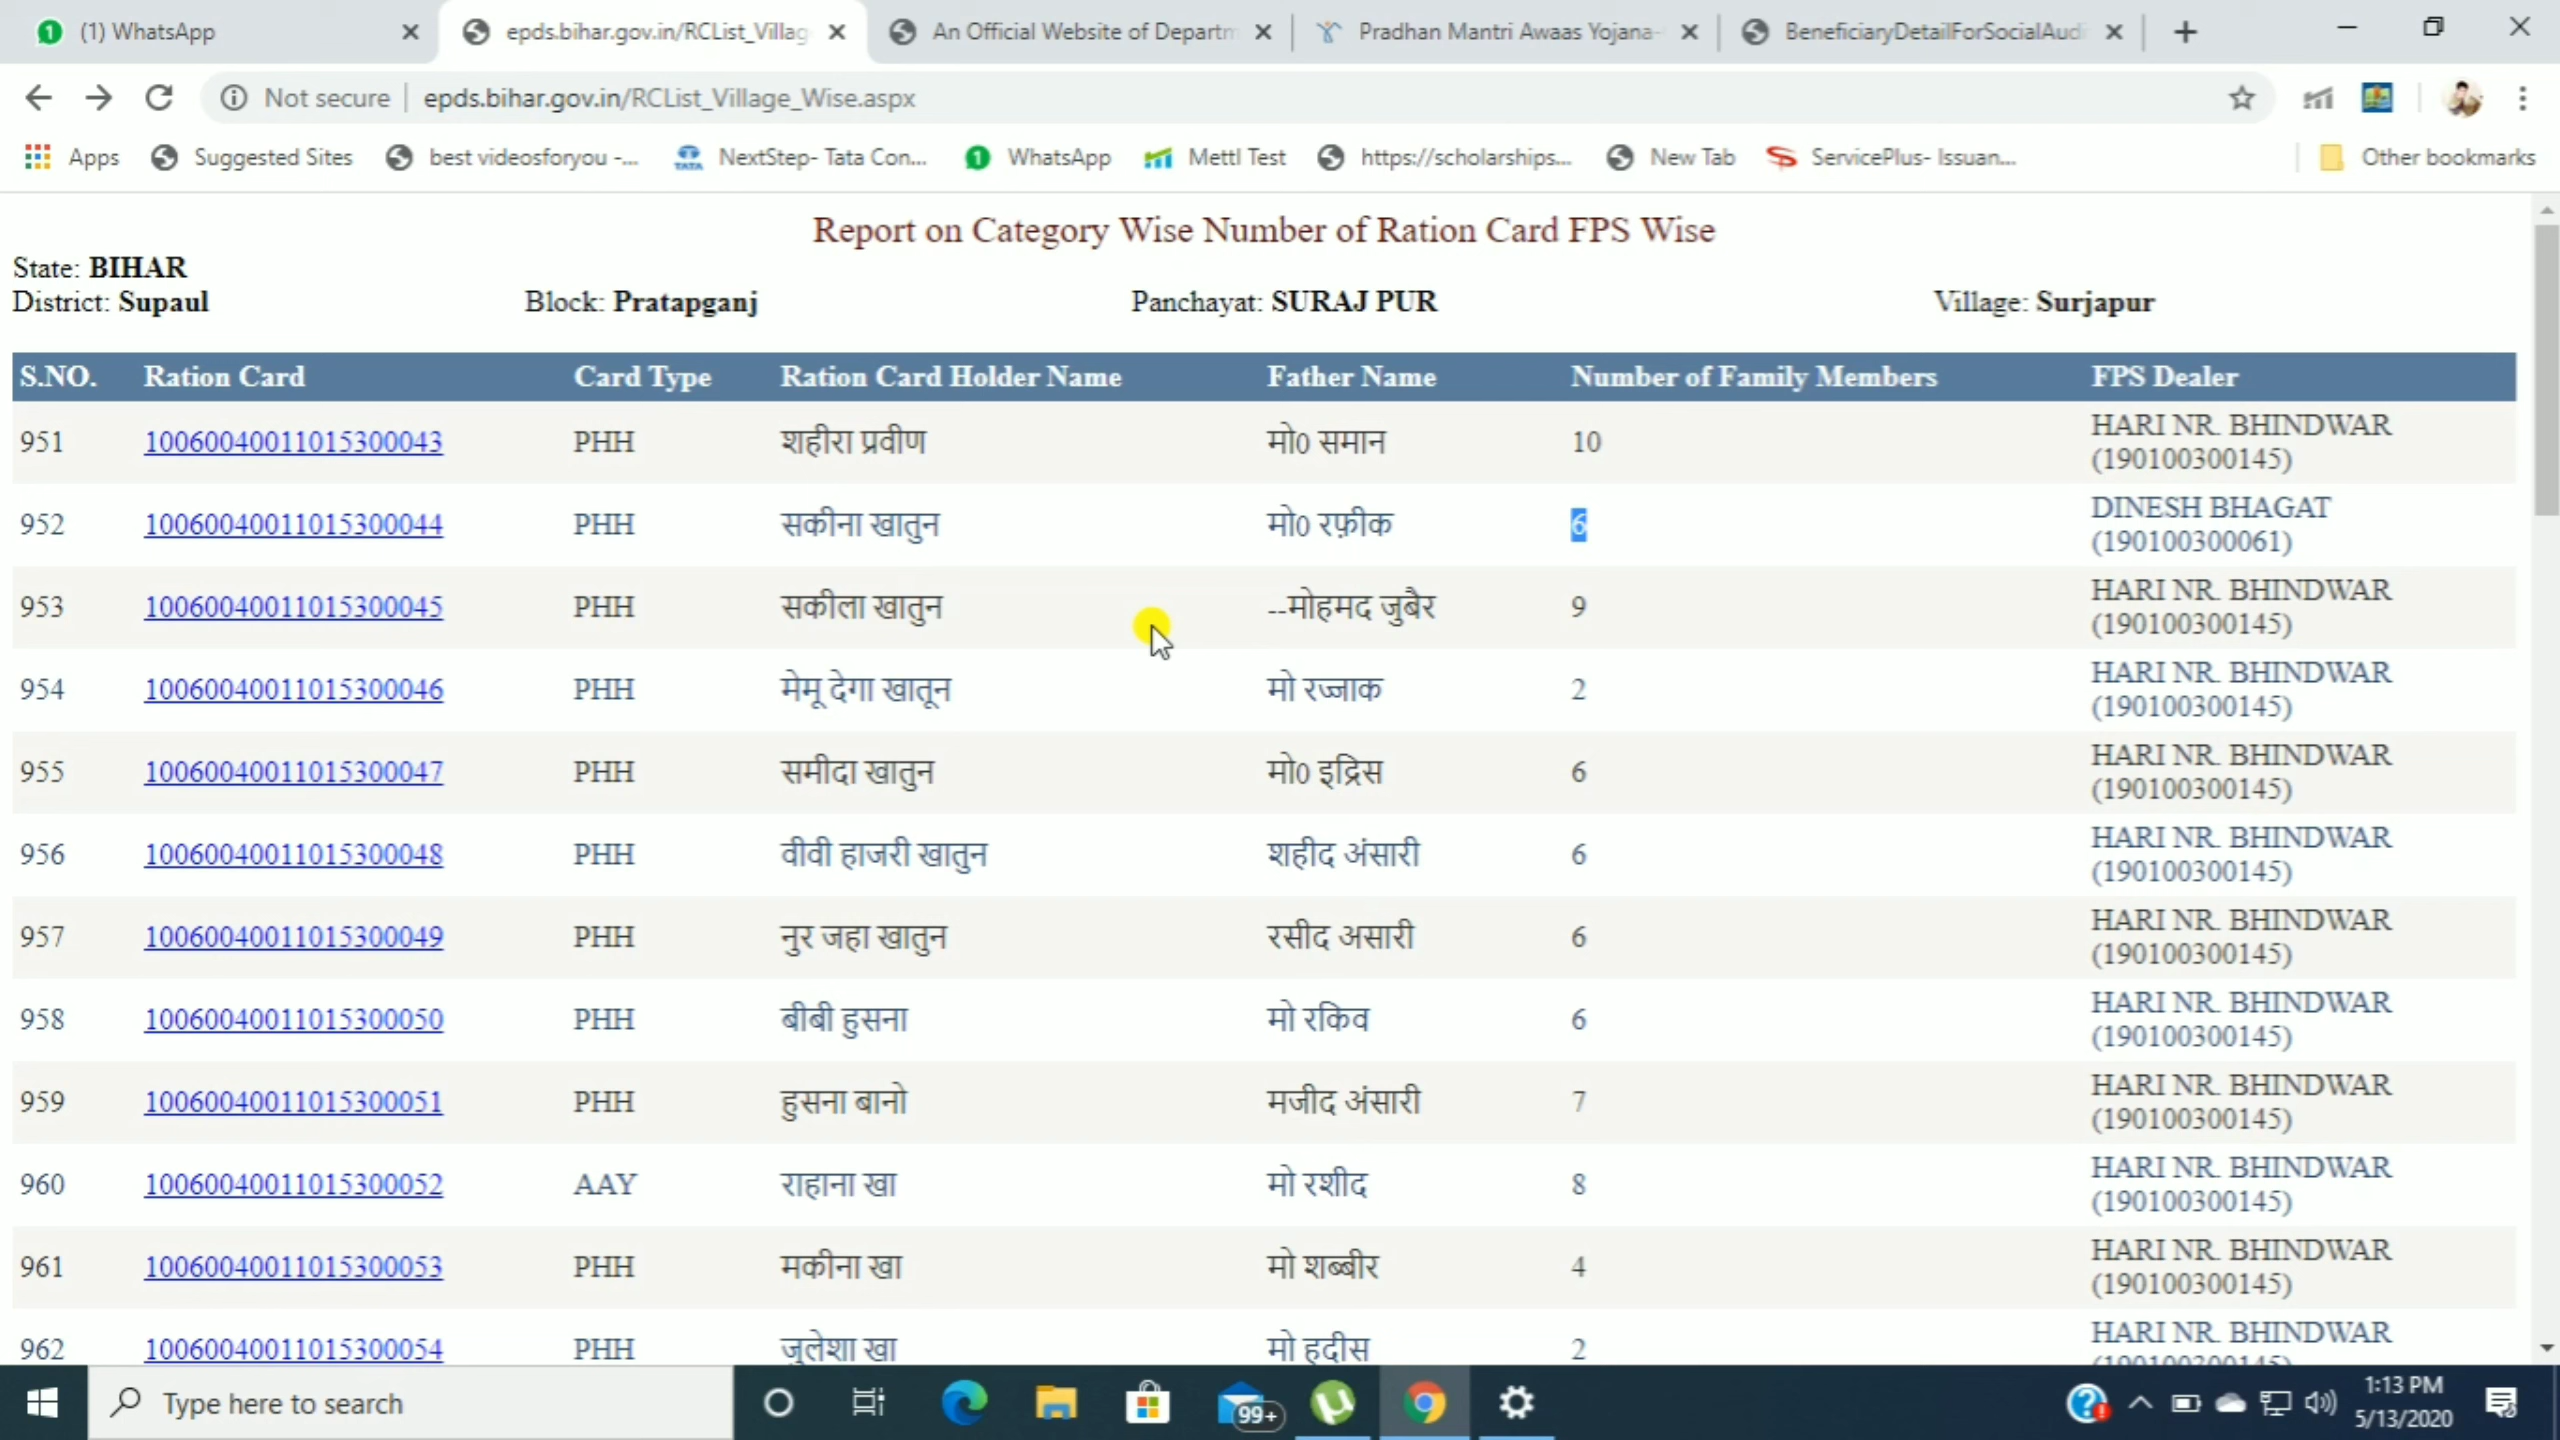 (1) WhatsApp
epds.bihar.gov.in/RCList_Villag
An Official Website of Departm
Pradhan Mantri Awaas Yojana-
BeneficiaryDetailForSocialAudi
Not secure | epds.bihar.gov.in/RCList_Village_Wise.aspx
Apps Suggested Sites best videosforyou -... NextStep- Tata Con... WhatsApp Mettl Test https://scholarships... New Tab ServicePlus- Issuan... Other bookmarks
Report on Category Wise Number of Ration Card FPS Wise
State: BIHAR
District: Supaul Block: Pratapganj Panchayat: SURAJ PUR Village: Surjapur
S.NO. Ration Card Card Type Ration Card Holder Name Father Name Number of Family Members FPS Dealer
951 10060040011015300043 PHH शहीरा प्रवीण मो0 समान 10 HARI NR. BHINDWAR
(190100300145)
952 10060040011015300044 PHH सकीना खातुन मो0 रफ़ीक 6 DINESH BHAGAT
(190100300061)
953 10060040011015300045 PHH सकीला खातुन --मोहमद जुबैर 9 HARI NR. BHINDWAR
(190100300145)
954 10060040011015300046 PHH मेमू देगा खातून मो रज्जाक 2 HARI NR. BHINDWAR
(190100300145)
955 10060040011015300047 PHH समीदा खातुन मो0 इद्रिस 6 HARI NR. BHINDWAR
(190100300145)
956 10060040011015300048 PHH वीवी हाजरी खातुन शहीद अंसारी 6 HARI NR. BHINDWAR
(190100300145)
957 10060040011015300049 PHH नुर जहा खातुन रसीद असारी 6 HARI NR. BHINDWAR
(190100300145)
958 10060040011015300050 PHH बीबी हुसना मो रकिव 6 HARI NR. BHINDWAR
(190100300145)
959 10060040011015300051 PHH हुसना बानो मजीद अंसारी 7 HARI NR. BHINDWAR
(190100300145)
960 10060040011015300052 AAY राहाना खा मो रशीद 8 HARI NR. BHINDWAR
(190100300145)
961 10060040011015300053 PHH मकीना खा मो शब्बीर 4 HARI NR. BHINDWAR
(190100300145)
962 10060040011015300054 PHH जुलेशा खा मो हदीस 2 HARI NR. BHINDWAR
Type here to search
99+
1:13 PM
5/13/2020